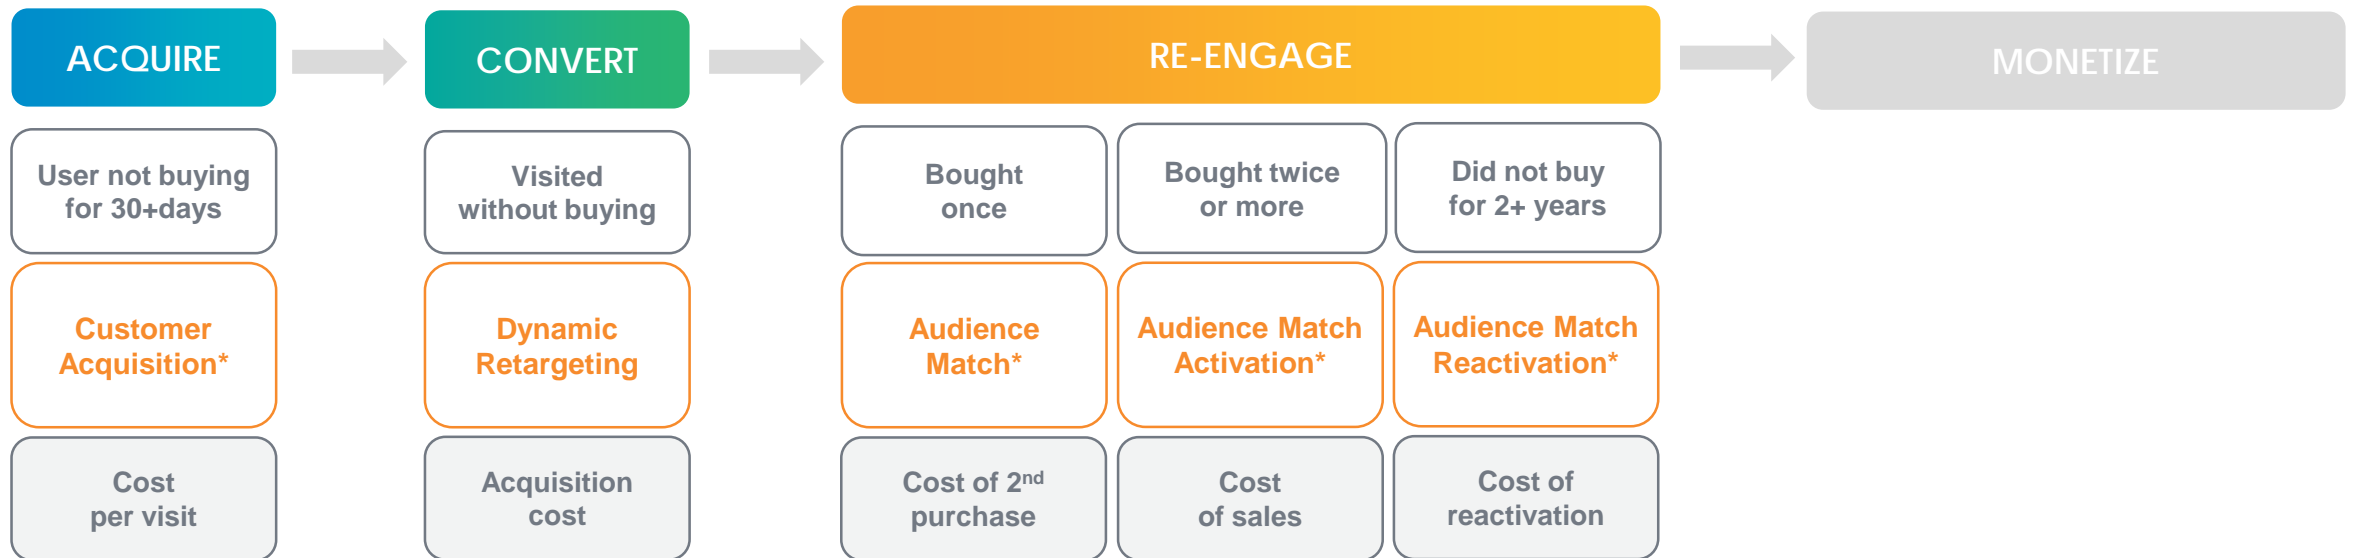 ACQUIRE
CONVERT
RE-ENGAGE
MONETIZE
User not buying
for 30+days
Visited
without buying
Bought
once
Bought twice
or more
Did not buy
for 2+ years
Customer
Acquisition*
Dynamic
Retargeting
Audience
Match*
Audience Match
Activation*
Audience Match
Reactivation*
Cost
per visit
Acquisition
cost
Cost of 2nd
purchase
Cost
of sales
Cost of
reactivation